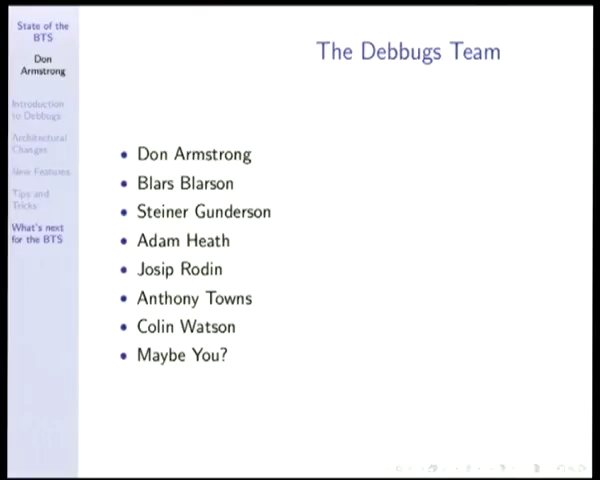 State of the
BTS
Don
Armstrong
Introduction
to Debbugs
Architectural
Changes
New Features
Tips and
Tricks
What's next
for the BTS
The Debbugs Team
Don Armstrong
Blars Blarson
Steiner Gunderson
Adam Heath
Josip Rodin
Anthony Towns
Colin Watson
Maybe You?